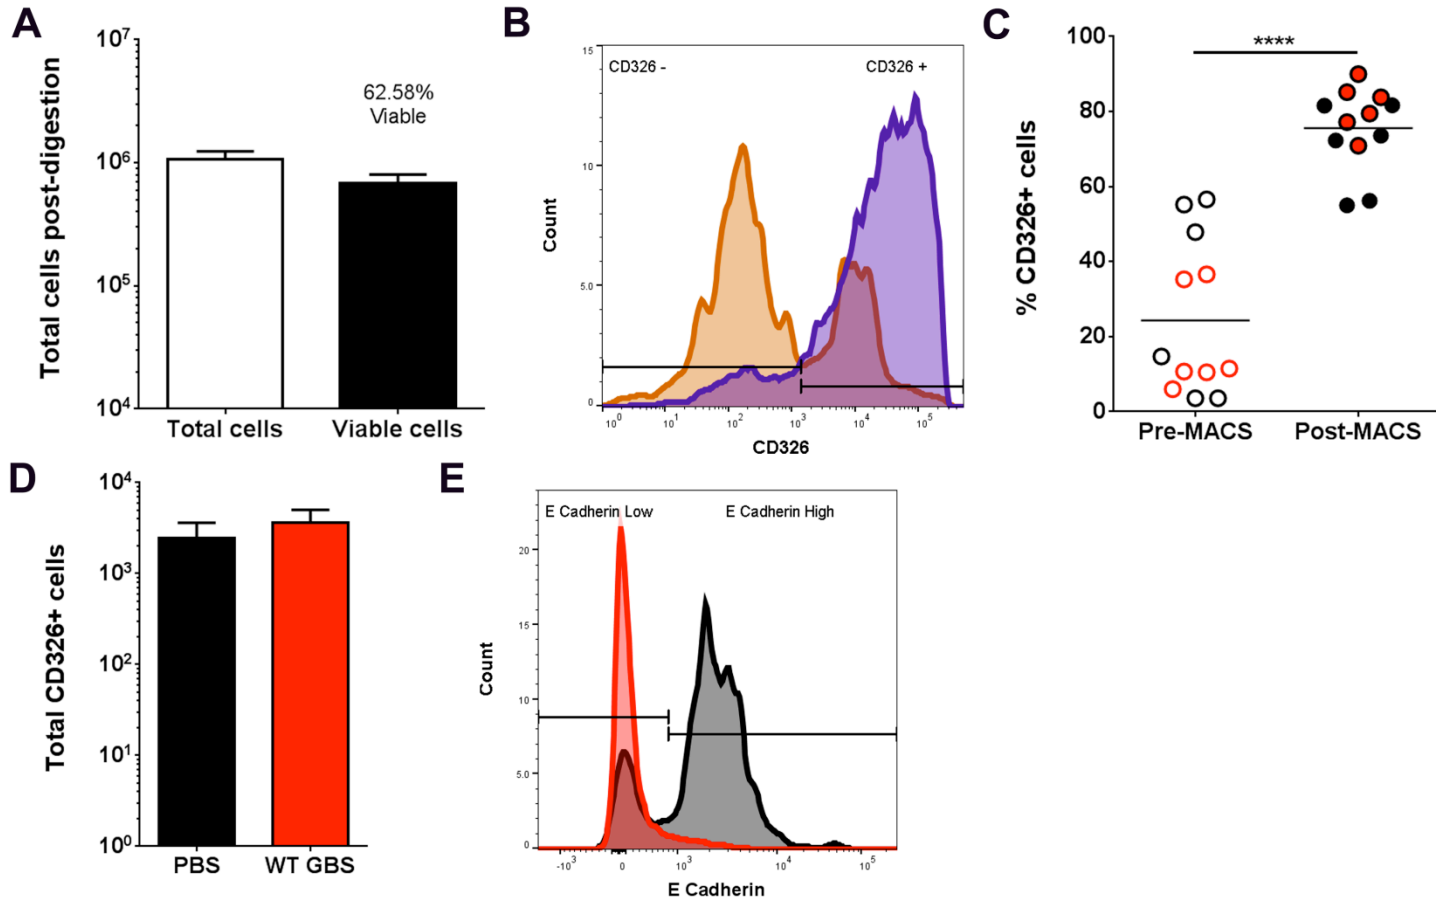 A
Total cells post-digestion
10⁷
10⁶
10⁵
10⁴
62.58%
Viable
Total cells
Viable cells
B
CD326 -
CD326 +
Count
15
10
5.0
0
10⁰
10¹
10²
10³
10⁴
10⁵
CD326
C
% CD326+ cells
100
80
60
40
20
0
****
Pre-MACS
Post-MACS
D
Total CD326+ cells
10⁴
10³
10²
10¹
10⁰
PBS
WT GBS
E
E Cadherin Low
E Cadherin High
Count
20
15
10
5.0
0
-10³
0
10³
10⁴
10⁵
E Cadherin